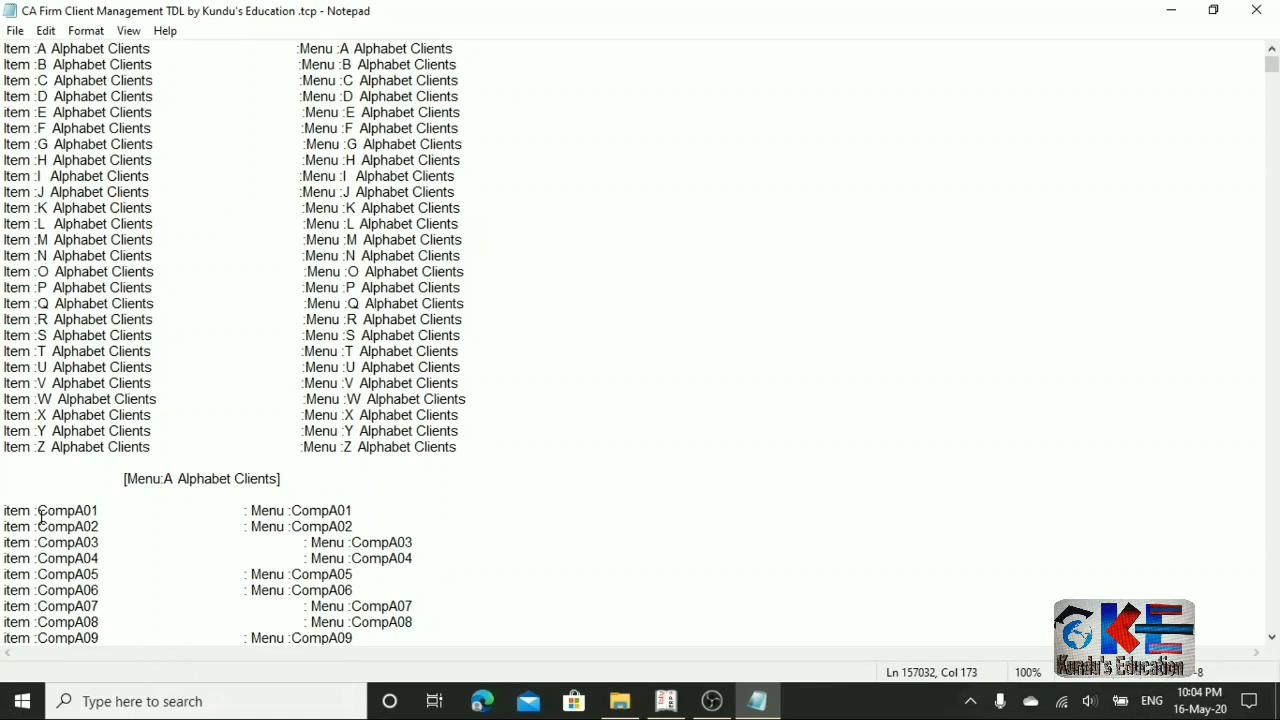 CA Firm Client Management TDL by Kundu's Education .tcp - Notepad
File Edit Format View Help
Item :A Alphabet Clients :Menu :A Alphabet Clients
Item :B Alphabet Clients :Menu :B Alphabet Clients
Item :C Alphabet Clients :Menu :C Alphabet Clients
Item :D Alphabet Clients :Menu :D Alphabet Clients
item :E Alphabet Clients :Menu :E Alphabet Clients
Item :F Alphabet Clients :Menu :F Alphabet Clients
Item :G Alphabet Clients :Menu :G Alphabet Clients
Item :H Alphabet Clients :Menu :H Alphabet Clients
Item :I Alphabet Clients :Menu :I Alphabet Clients
Item :J Alphabet Clients :Menu :J Alphabet Clients
Item :K Alphabet Clients :Menu :K Alphabet Clients
Item :L Alphabet Clients :Menu :L Alphabet Clients
Item :M Alphabet Clients :Menu :M Alphabet Clients
Item :N Alphabet Clients :Menu :N Alphabet Clients
Item :O Alphabet Clients :Menu :O Alphabet Clients
Item :P Alphabet Clients :Menu :P Alphabet Clients
Item :Q Alphabet Clients :Menu :Q Alphabet Clients
Item :R Alphabet Clients :Menu :R Alphabet Clients
Item :S Alphabet Clients :Menu :S Alphabet Clients
Item :T Alphabet Clients :Menu :T Alphabet Clients
Item :U Alphabet Clients :Menu :U Alphabet Clients
Item :V Alphabet Clients :Menu :V Alphabet Clients
Item :W Alphabet Clients :Menu :W Alphabet Clients
Item :X Alphabet Clients :Menu :X Alphabet Clients
Item :Y Alphabet Clients :Menu :Y Alphabet Clients
Item :Z Alphabet Clients :Menu :Z Alphabet Clients
[Menu:A Alphabet Clients]
item :CompA01 : Menu :CompA01
item :CompA02 : Menu :CompA02
item :CompA03 : Menu :CompA03
item :CompA04 : Menu :CompA04
item :CompA05 : Menu :CompA05
item :CompA06 : Menu :CompA06
item :CompA07 : Menu :CompA07
item :CompA08 : Menu :CompA08
item :CompA09 : Menu :CompA09
KE
Kundu's Education
Ln 157032, Col 173 100% -8
Type here to search
ENG
10:04 PM
16-May-20